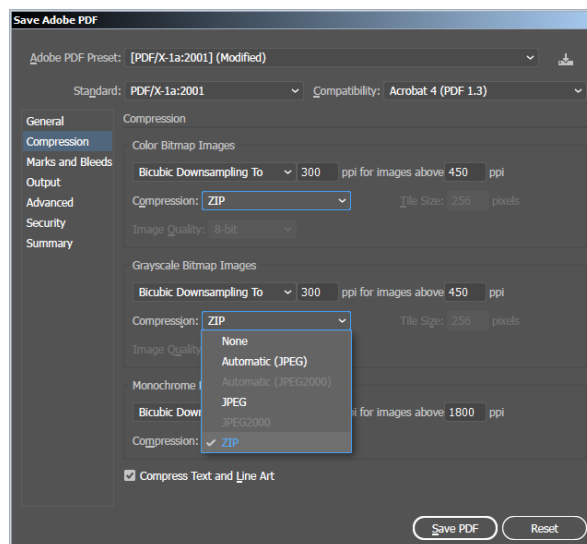 Save Adobe PDF
Adobe PDF Preset: [PDF/X-1a:2001] (Modified)
Standard: PDF/X-1a:2001 Compatibility: Acrobat 4 (PDF 1.3)
General
Compression
Marks and Bleeds
Output
Advanced
Security
Summary
Compression
Color Bitmap Images
Bicubic Downsampling To 300 ppi for images above 450 ppi
Compression: ZIP Tile Size: 256 pixels
Image Quality: 8-bit
Grayscale Bitmap Images
Bicubic Downsampling To 300 ppi for images above 450 ppi
Compression: ZIP Tile Size: 256 pixels
Image Quality
None
Automatic (JPEG)
Automatic (JPEG2000)
JPEG
JPEG2000
ZIP
Monochrome
Bicubic Dow for images above 1800 ppi
Compression:
Compress Text and Line Art
Save PDF Reset